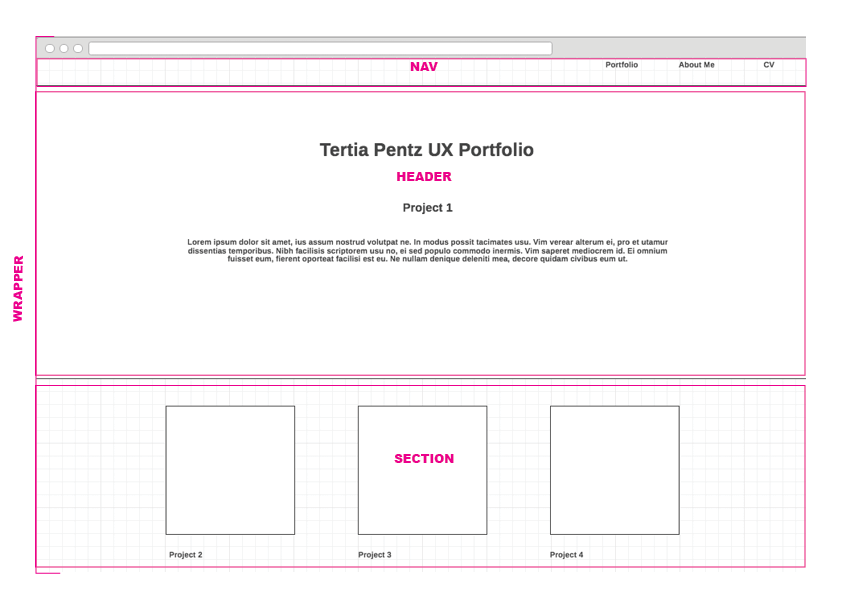 NAV
Portfolio
About Me
CV
Tertia Pentz UX Portfolio
HEADER
Project 1
Lorem ipsum dolor sit amet, ius assum nostrud volutpat ne. In modus possit tacimates usu. Vim verear alterum ei, pro et utamur
dissentias temporibus. Nibh facilisis scriptorem usu no, ei sed populo commodo inermis. Vim saperet mediocrem id. Ei omnium
fuisset eum, fierent oporteat facilisi est eu. Ne nullam denique deleniti mea, decore quidam civibus eum ut.
WRAPPER
SECTION
Project 2
Project 3
Project 4